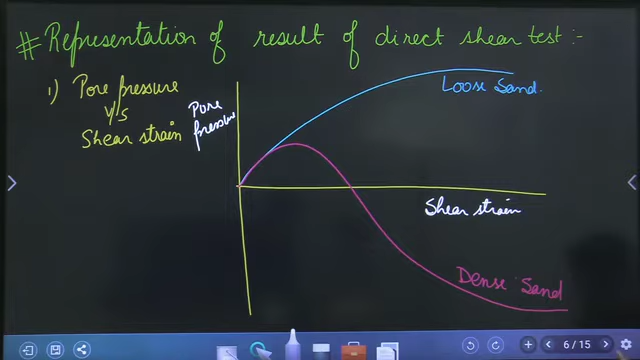 # Representation of result of direct shear test :-
1) Pore pressure
V/S
Shear strain
Pore
pressure
Loose Sand.
Shear strain
Dense Sand
6 / 15